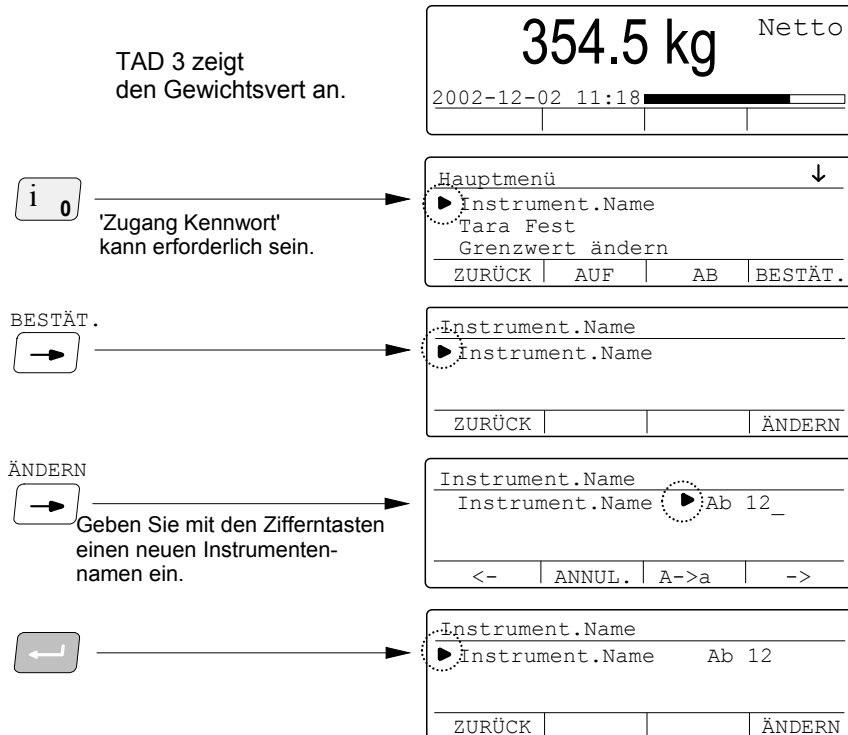 TAD 3 zeigt
den Gewichtsvert an.
354.5 kg Netto
2002-12-02 11:18
i 0
'Zugang Kennwort'
kann erforderlich sein.
Hauptmenü ↓
Instrument.Name
Tara Fest
Grenzwert ändern
ZURÜCK AUF AB BESTÄT.
BESTÄT.
Instrument.Name
Instrument.Name
ZURÜCK ÄNDERN
ÄNDERN
Geben Sie mit den Zifferntasten
einen neuen Instrumenten-
namen ein.
Instrument.Name
Instrument.Name Ab 12_
<- ANNUL. A->a ->
Instrument.Name
Instrument.Name Ab 12
ZURÜCK ÄNDERN